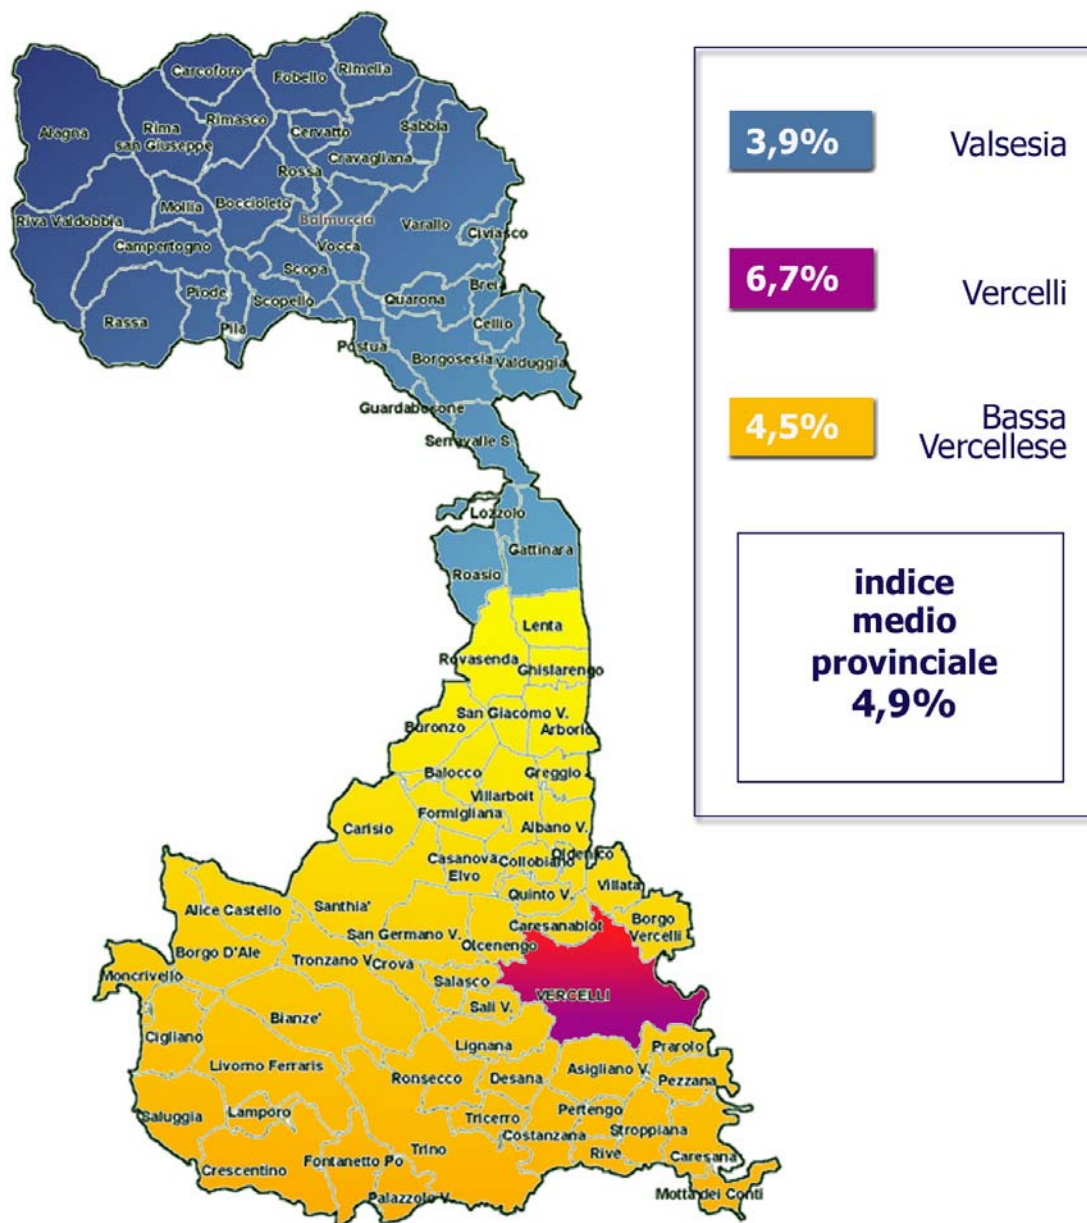 Carcoforo
Fobello
Rimella
Alagna
Rima
san Giuseppe
Rimasco
Cervatto
Sabbia
Cravagliana
Rossa
Riva Valdobbia
Mollia
Boccioleto
Balmuccia
Varallo
Civiasco
Campertogno
Vocca
Scopa
Rassa
Piode
Scopello
Pila
Quarona
Brei
Cellio
Postua
Borgosesia
Valduggia
Guardabosone
Serravalle S.
Lozzolo
Gattinara
Roasio
Lenta
Rovasenda
Ghislarengo
San Giacomo V.
Buronzo
Arborio
Balocco
Greggio
Villarboit
Formigliana
Carisio
Albano V.
Casanova
Elvo
Collobiano
Oldenico
Villata
Quinto V.
Alice Castello
Santhia'
Caresanablot
Borgo
Vercelli
San Germano V.
Olcenengo
Borgo D'Ale
Tronzano V.
Crova
Moncrivello
Salasco
VERCELLI
Sali V.
Bianze'
Cigliano
Lignana
Prarolo
Livorno Ferraris
Ronsecco
Desana
Asigliano V.
Pezzana
Saluggia
Lamporo
Tricerro
Pertengo
Stroppiana
Costanzana
Trino
Rive
Caresana
Crescentino
Fontanetto Po
Palazzolo V.
Motta dei Conti
3,9%
Valsesia
6,7%
Vercelli
4,5%
Bassa
Vercellese
indice
medio
provinciale
4,9%